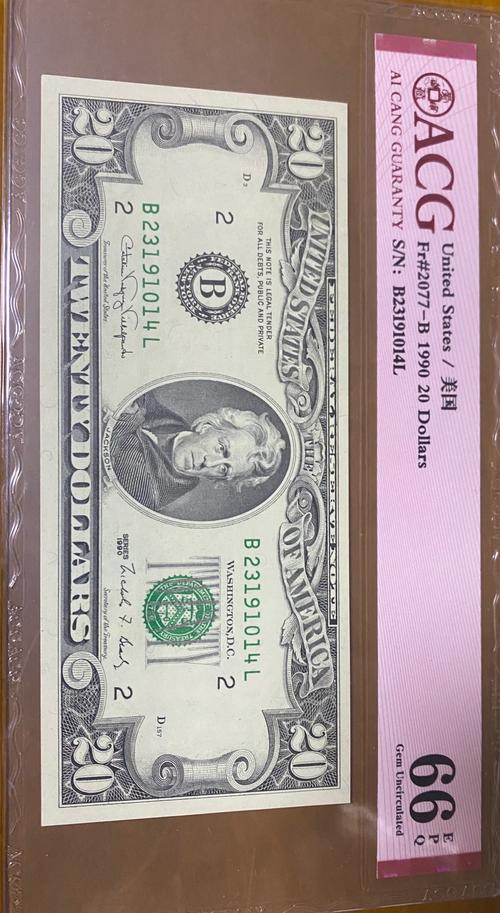 ACG
AI CANG GUARANTY
United States / 美国
Fr#2077-B 1990 20 Dollars
S/N: B23191014L
66
EPQ
Gem Uncirculated
20
20
THE UNITED STATES OF AMERICA
D2
THIS NOTE IS LEGAL TENDER
FOR ALL DEBTS, PUBLIC AND PRIVATE
2
B
B23191014L
2
Treasurer of the United States.
JACKSON
B23191014L
WASHINGTON, D.C.
2
SERIES
1990
Secretary of the Treasury.
2
D157
20
TWENTY DOLLARS
20